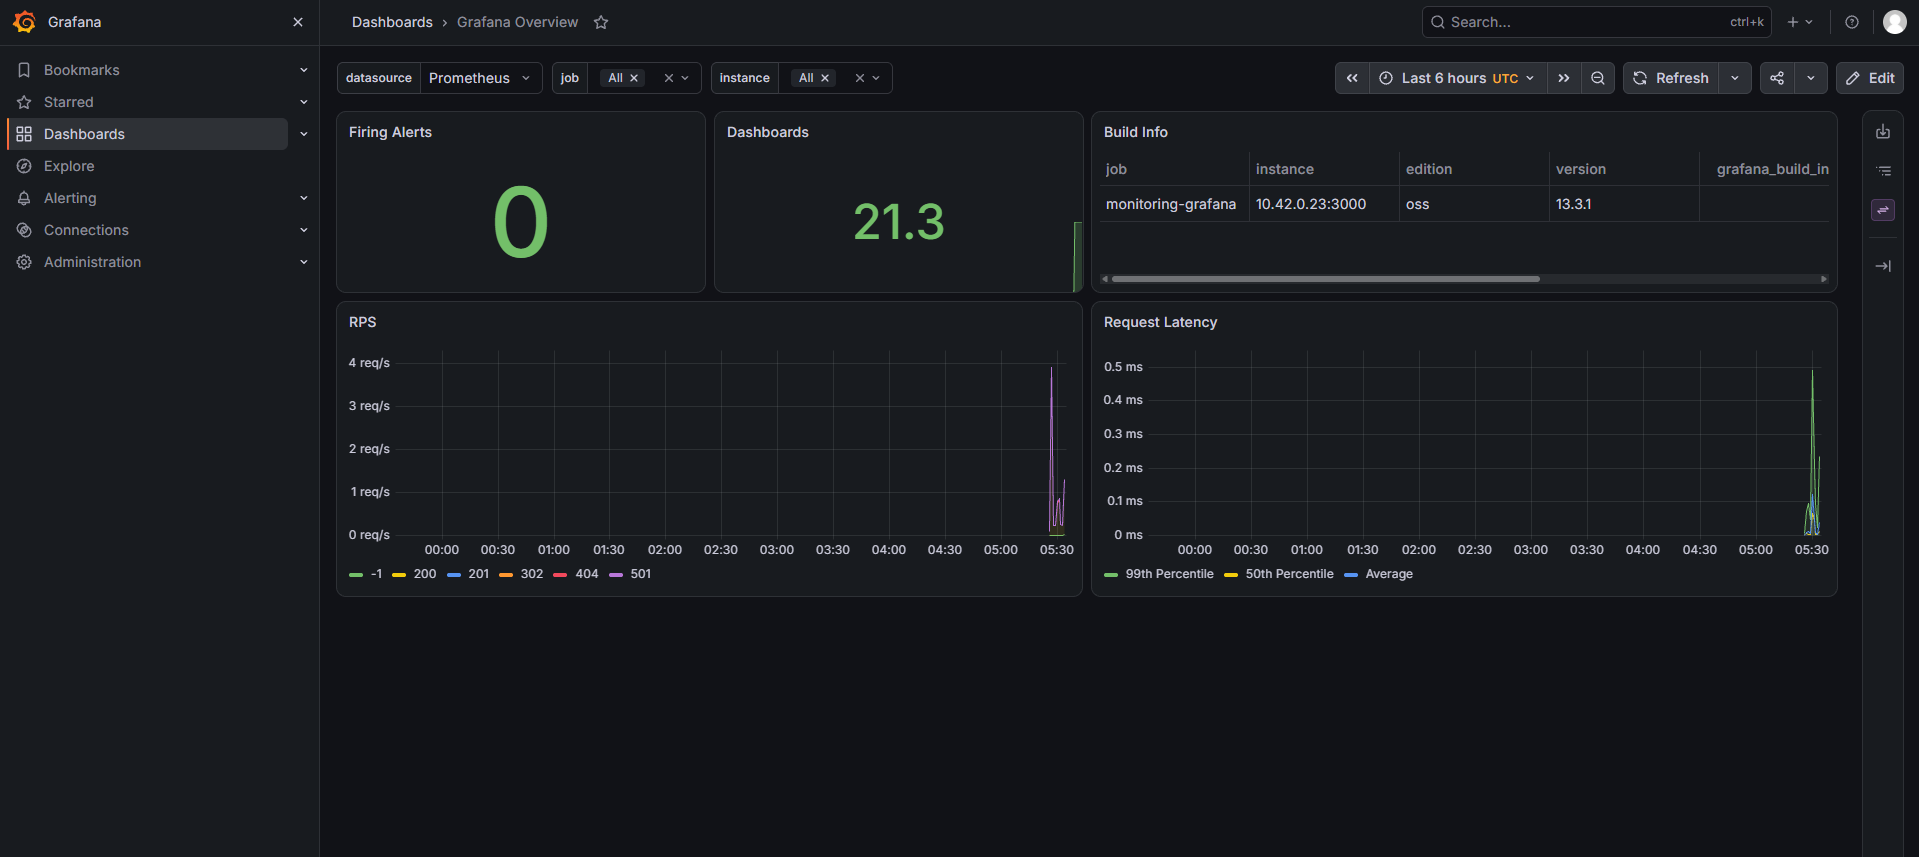 Grafana
Dashboards › Grafana Overview
Search... ctrl+k
Bookmarks
Starred
Dashboards
Explore
Alerting
Connections
Administration
datasource Prometheus job All instance All
Last 6 hours UTC Refresh Edit
Firing Alerts
0
Dashboards
21.3
Build Info
job instance edition version grafana_build_in
monitoring-grafana 10.42.0.23:3000 oss 13.3.1
RPS
4 req/s
3 req/s
2 req/s
1 req/s
0 req/s
00:00 00:30 01:00 01:30 02:00 02:30 03:00 03:30 04:00 04:30 05:00 05:30
-1 200 201 302 404 501
Request Latency
0.5 ms
0.4 ms
0.3 ms
0.2 ms
0.1 ms
0 ms
00:00 00:30 01:00 01:30 02:00 02:30 03:00 03:30 04:00 04:30 05:00 05:30
99th Percentile 50th Percentile Average